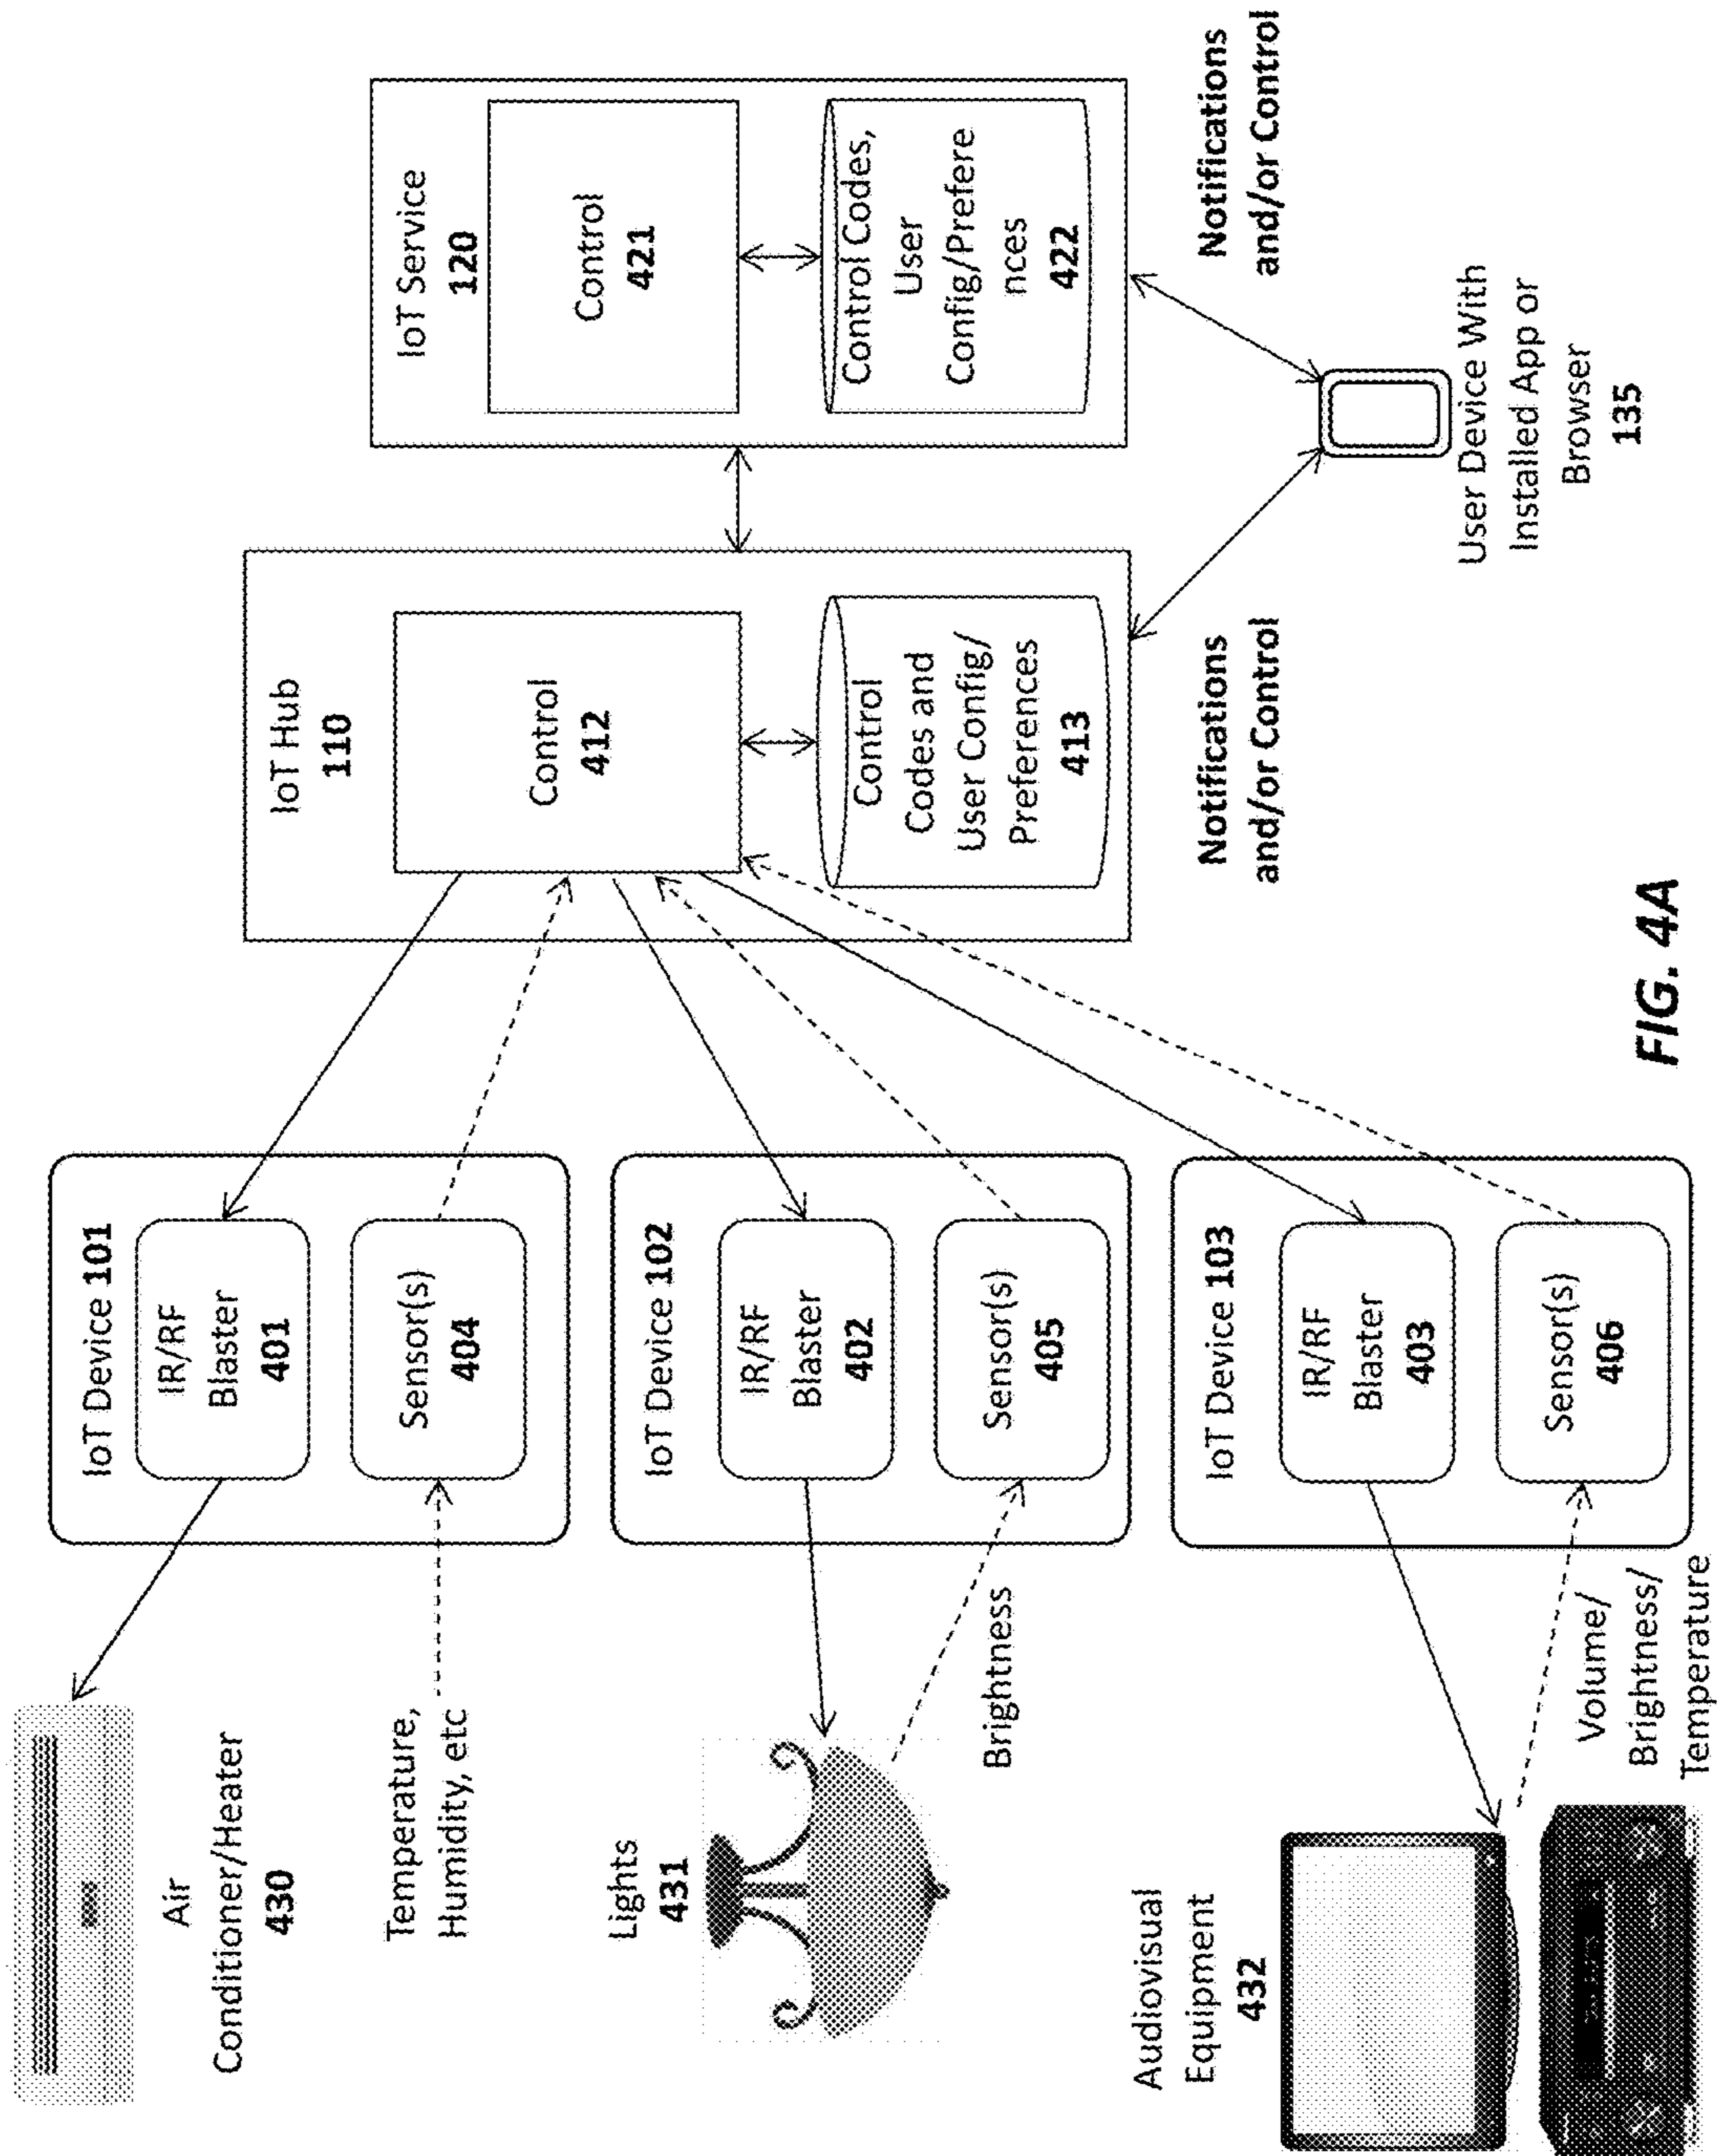 Air
Conditioner/Heater
430
Temperature,
Humidity, etc
Lights
431
Brightness
Audiovisual
Equipment
432
Volume/
Brightness/
Temperature
IoT Device 101
IR/RF
Blaster
401
Sensor(s)
404
IoT Device 102
IR/RF
Blaster
402
Sensor(s)
405
IoT Device 103
IR/RF
Blaster
403
Sensor(s)
406
IoT Hub
110
Control
412
Control
Codes and
User Config/
Preferences
413
Notifications
and/or Control
IoT Service
120
Control
421
Control Codes,
User
Config/Prefere
nces
422
Notifications
and/or Control
User Device With
Installed App or
Browser
135
FIG. 4A